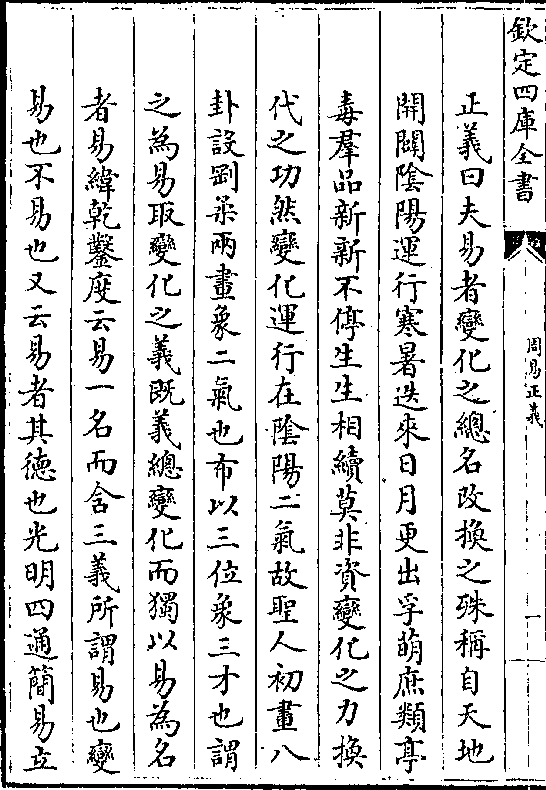 欽定四庫全書
周易正義
一
正義曰夫易者變化之總名改換之殊稱自天地
開闢陰陽運行寒暑迭來日月更出孚萌庶類亭
毒羣品新新不停生生相續莫非資變化之力換
代之功然變化運行在陰陽二氣故聖人初畫八
卦設剛柔兩畫象二氣也布以三位象三才也謂
之為易取變化之義既義總變化而獨以易為名
者易緯乾鑿度云易一名而含三義所謂易也變
易也不易也又云易者其德也光明四通簡易立